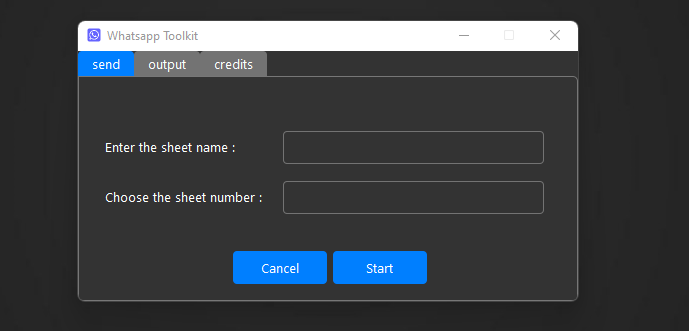 Whatsapp Toolkit
send output credits
Enter the sheet name :
Choose the sheet number :
Cancel Start